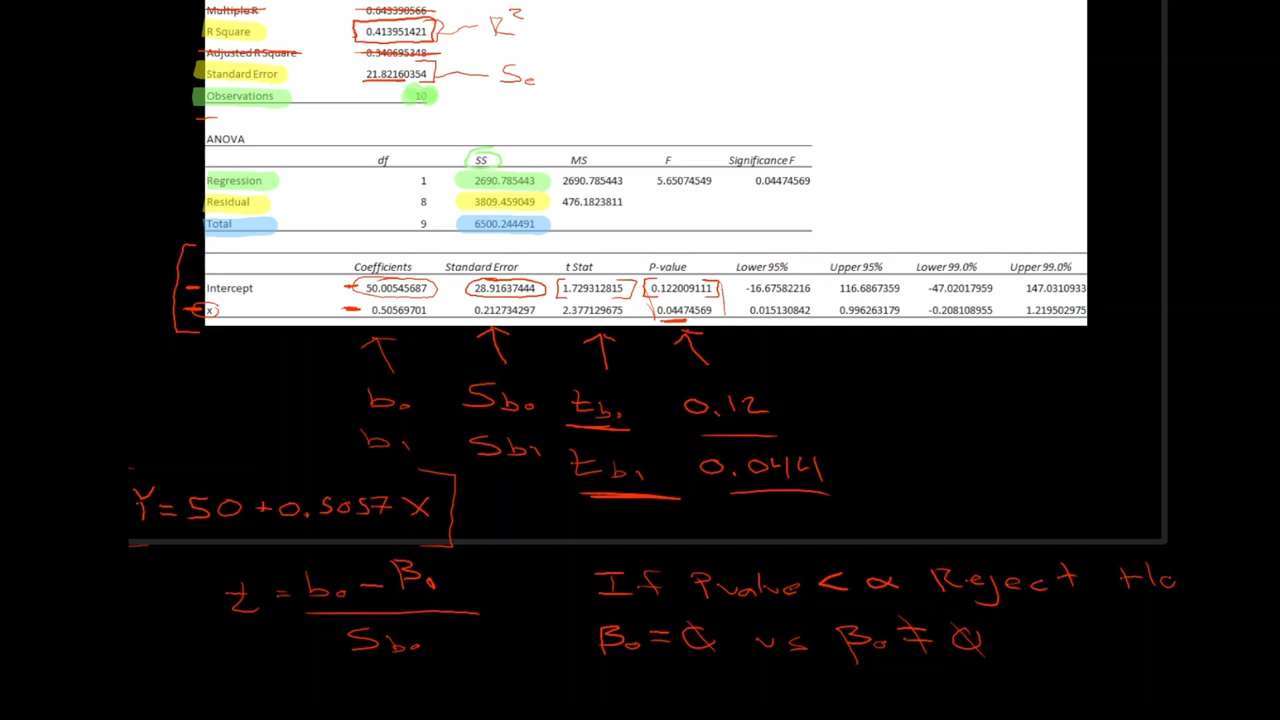 Multiple R 0.643390566
R Square 0.413951421 R²
Adjusted R Square 0.340695348
Standard Error 21.82160354 Se
Observations 10
ANOVA
df SS MS F Significance F
Regression 1 2690.785443 2690.785443 5.65074549 0.04474569
Residual 8 3809.459049 476.1823811
Total 9 6500.244491
Coefficients Standard Error t Stat P-value Lower 95% Upper 95% Lower 99.0% Upper 99.0%
Intercept 50.00545687 28.91637444 1.729312815 0.122009111 -16.67582216 116.6867359 -47.02017959 147.0310933
x 0.50569701 0.212734297 2.377129675 0.04474569 0.015130842 0.996263179 -0.208108955 1.219502975
b₀ Sb₀ tb₀ 0.12
b₁ Sb₁ tb₁ 0.044
Ŷ = 50 + 0.5057 X
t = b₀ - β₀
Sb₀
If Pvalue < α Reject Ho
β₀ = 0 vs β₀ ≠ 0